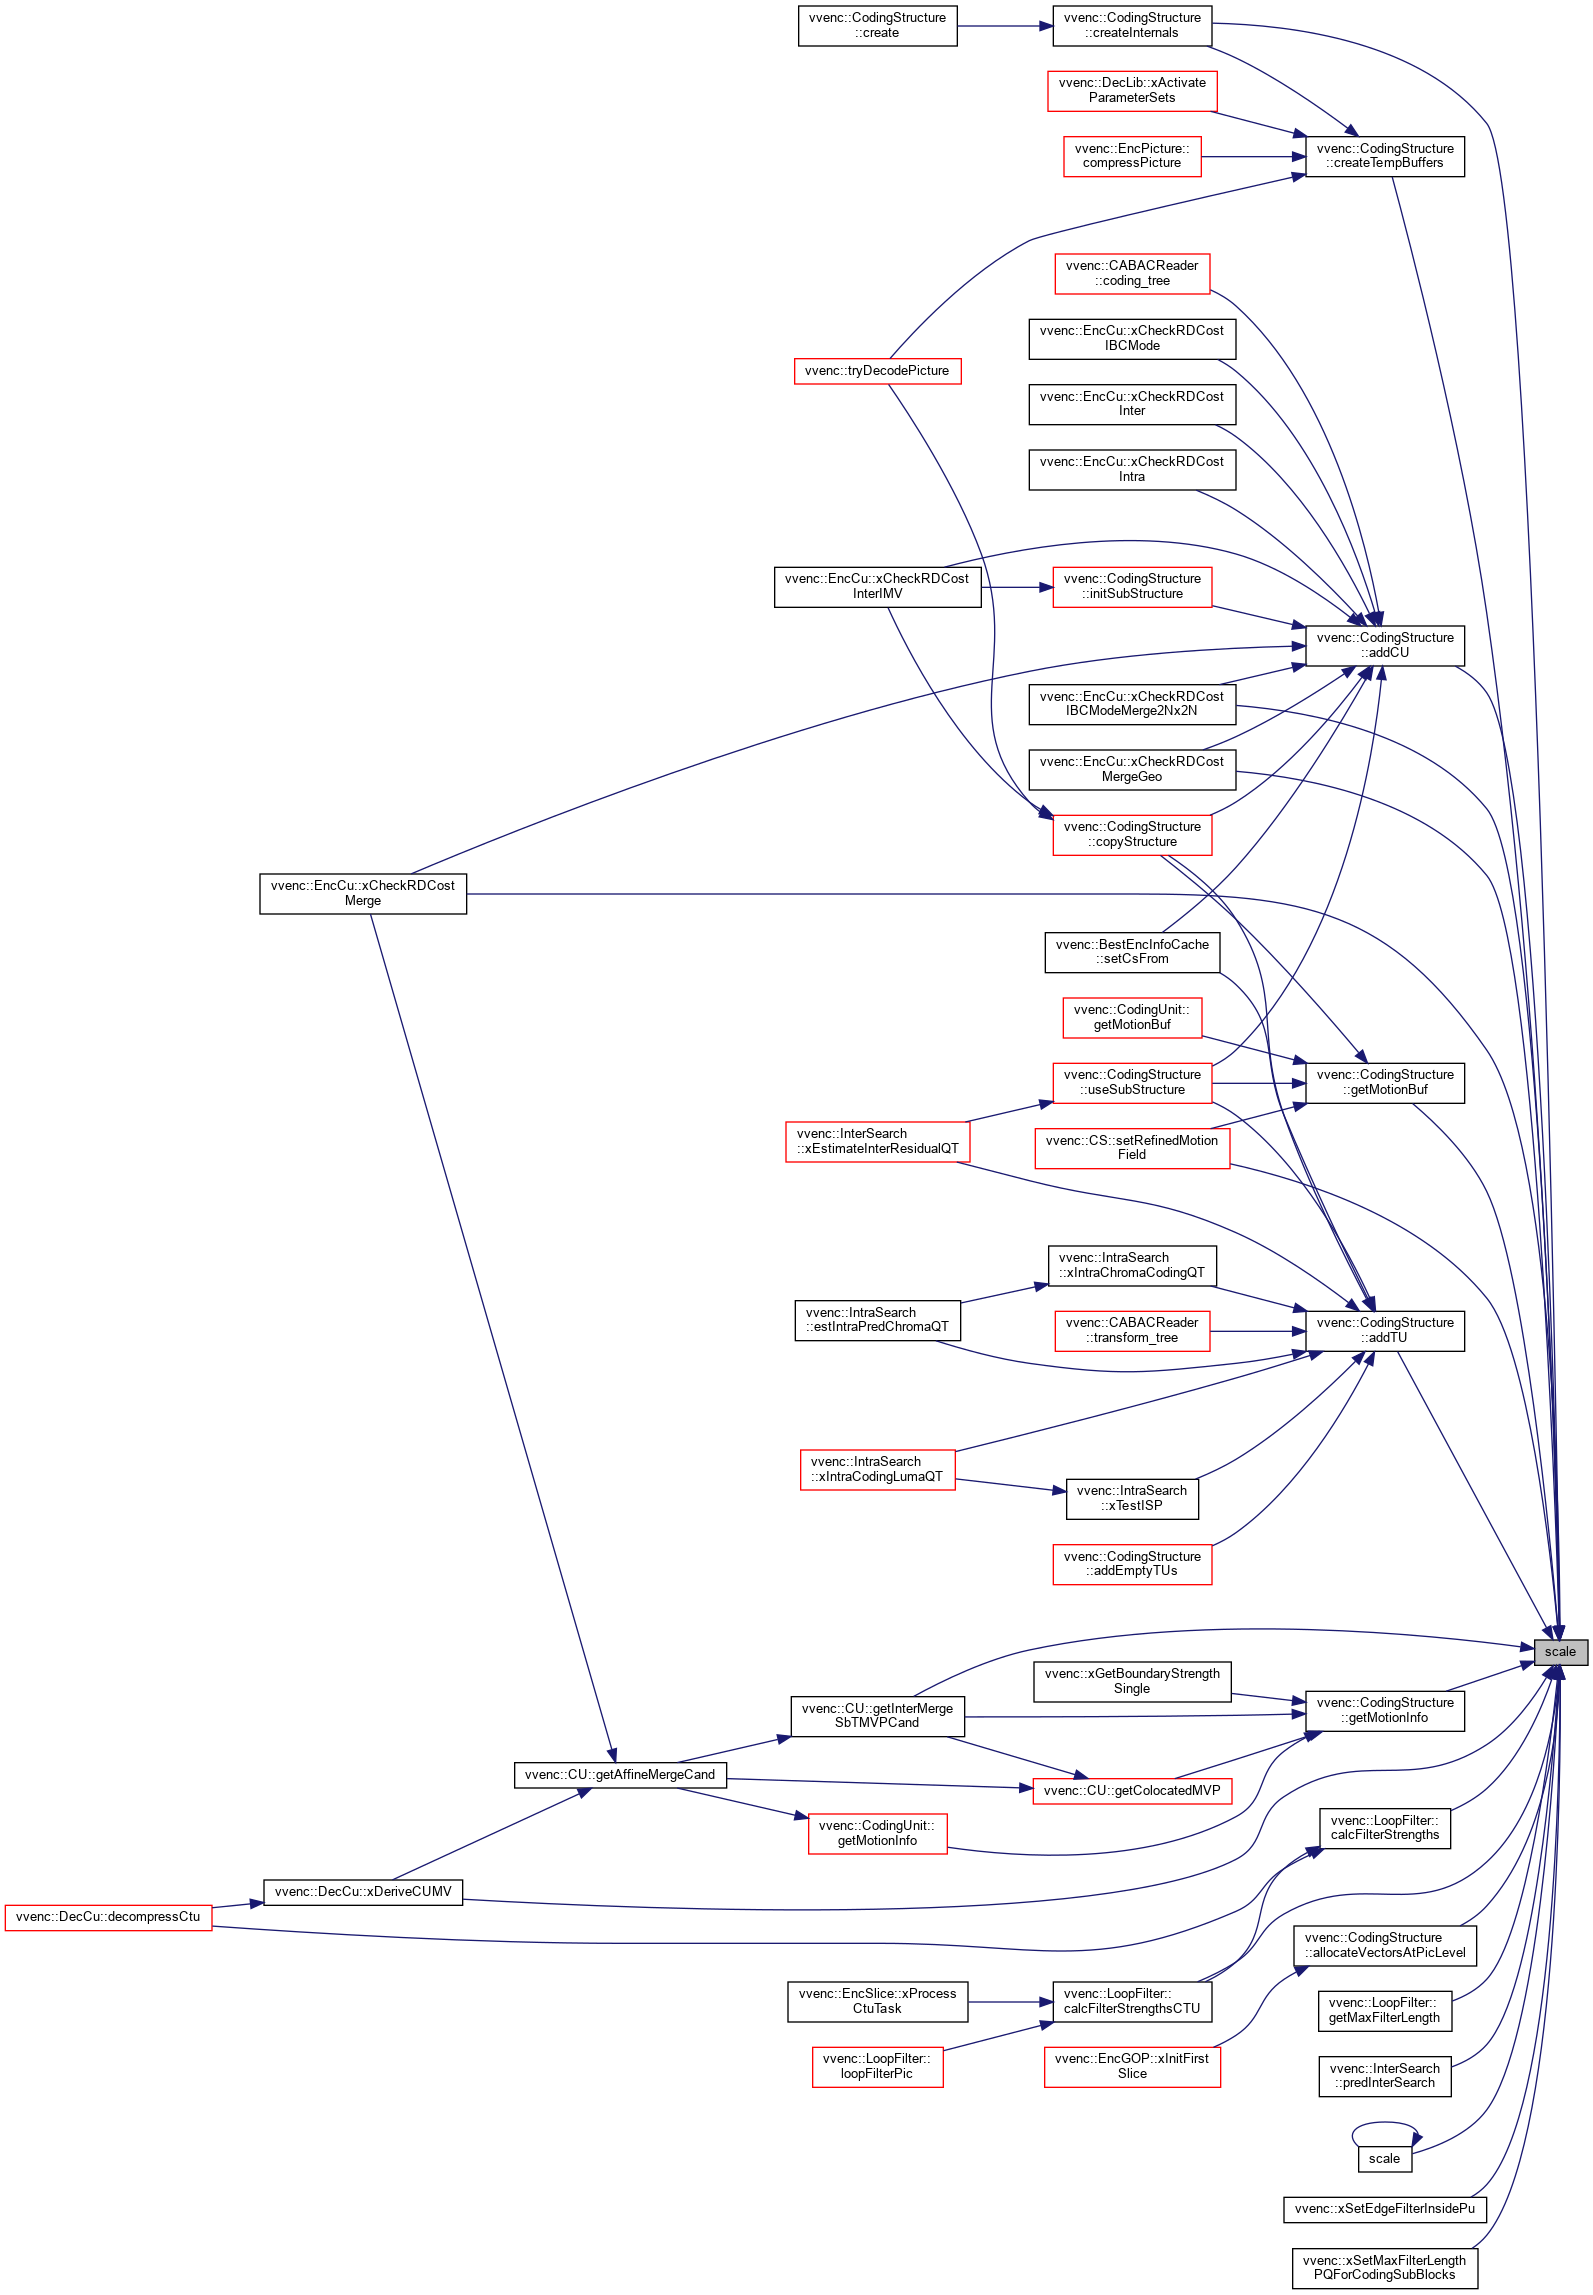 vvenc::CodingStructure
::create
vvenc::CodingStructure
::createInternals
vvenc::DecLib::xActivate
ParameterSets
vvenc::EncPicture::
compressPicture
vvenc::CodingStructure
::createTempBuffers
vvenc::CABACReader
::coding_tree
vvenc::EncCu::xCheckRDCost
IBCMode
vvenc::tryDecodePicture
vvenc::EncCu::xCheckRDCost
Inter
vvenc::EncCu::xCheckRDCost
Intra
vvenc::EncCu::xCheckRDCost
InterIMV
vvenc::CodingStructure
::initSubStructure
vvenc::CodingStructure
::addCU
vvenc::EncCu::xCheckRDCost
IBCModeMerge2Nx2N
vvenc::EncCu::xCheckRDCost
MergeGeo
vvenc::CodingStructure
::copyStructure
vvenc::EncCu::xCheckRDCost
Merge
vvenc::BestEncInfoCache
::setCsFrom
vvenc::CodingUnit::
getMotionBuf
vvenc::CodingStructure
::useSubStructure
vvenc::CodingStructure
::getMotionBuf
vvenc::InterSearch
::xEstimateInterResidualQT
vvenc::CS::setRefinedMotion
Field
vvenc::IntraSearch
::xIntraChromaCodingQT
vvenc::IntraSearch
::estIntraPredChromaQT
vvenc::CABACReader
::transform_tree
vvenc::CodingStructure
::addTU
vvenc::IntraSearch
::xIntraCodingLumaQT
vvenc::IntraSearch
::xTestISP
vvenc::CodingStructure
::addEmptyTUs
scale
vvenc::xGetBoundaryStrength
Single
vvenc::CU::getInterMerge
SbTMVPCand
vvenc::CodingStructure
::getMotionInfo
vvenc::CU::getAffineMergeCand
vvenc::CU::getColocatedMVP
vvenc::CodingUnit::
getMotionInfo
vvenc::LoopFilter::
calcFilterStrengths
vvenc::DecCu::xDeriveCUMV
vvenc::DecCu::decompressCtu
vvenc::CodingStructure
::allocateVectorsAtPicLevel
vvenc::EncSlice::xProcess
CtuTask
vvenc::LoopFilter::
calcFilterStrengthsCTU
vvenc::LoopFilter::
getMaxFilterLength
vvenc::LoopFilter::
loopFilterPic
vvenc::EncGOP::xInitFirst
Slice
vvenc::InterSearch
::predInterSearch
scale
vvenc::xSetEdgeFilterInsidePu
vvenc::xSetMaxFilterLength
PQForCodingSubBlocks